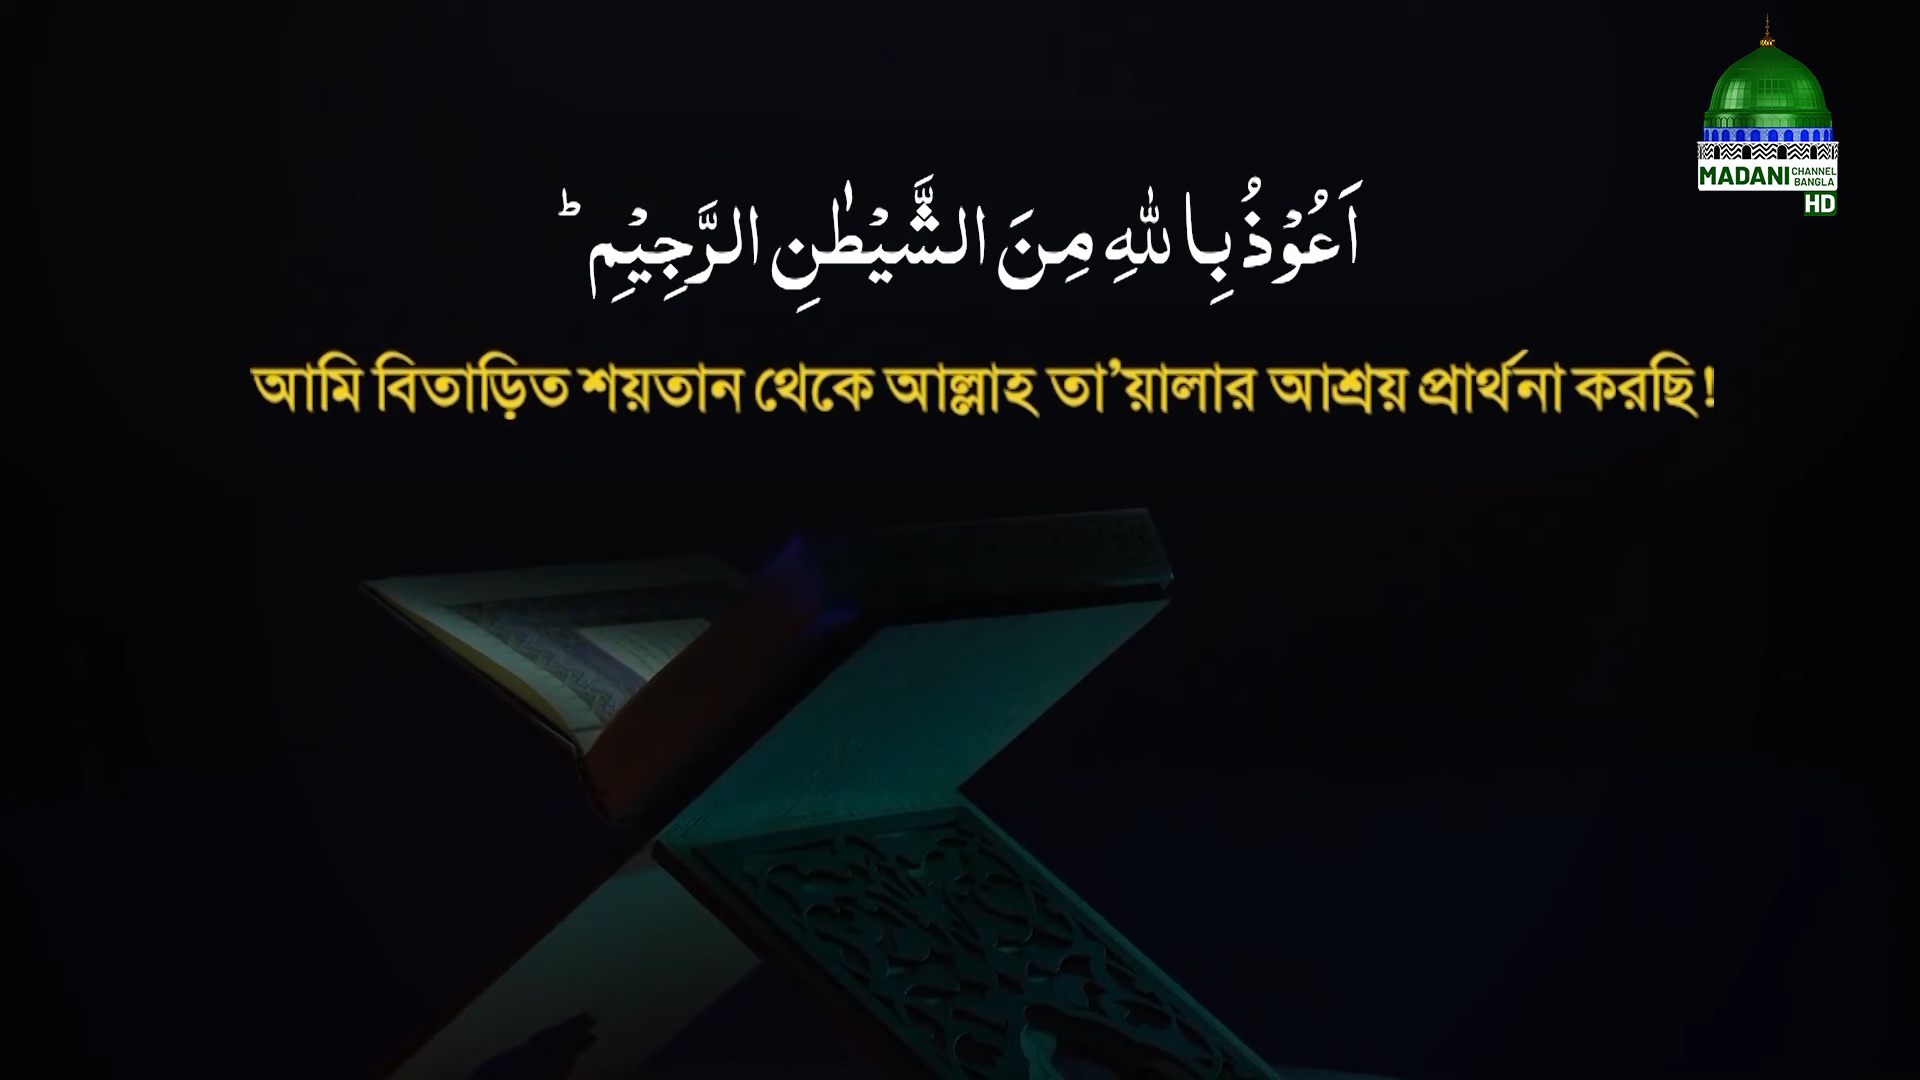 اَعُوْذُ بِاللّٰهِ مِنَ الشَّيْطٰنِ الرَّجِيْمِ ؕ
আমি বিতাড়িত শয়তান থেকে আল্লাহ তা’য়ালার আশ্রয় প্রার্থনা করছি!
MADANI CHANNEL BANGLA
HD